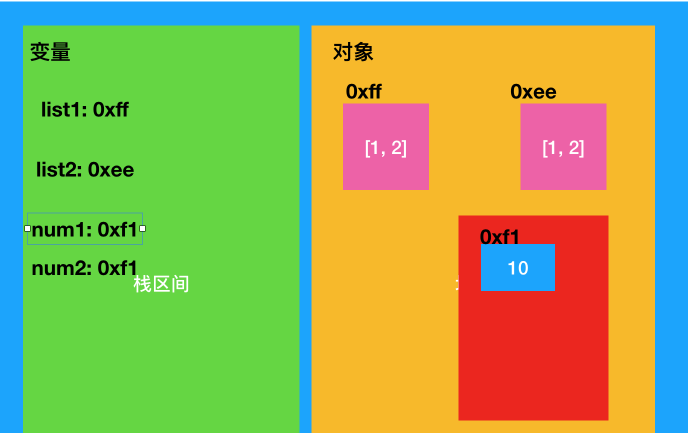 变量
对象
list1: 0xff
0xff
0xee
[1, 2]
[1, 2]
list2: 0xee
num1: 0xf1
0xf1
num2: 0xf1
10
栈区间